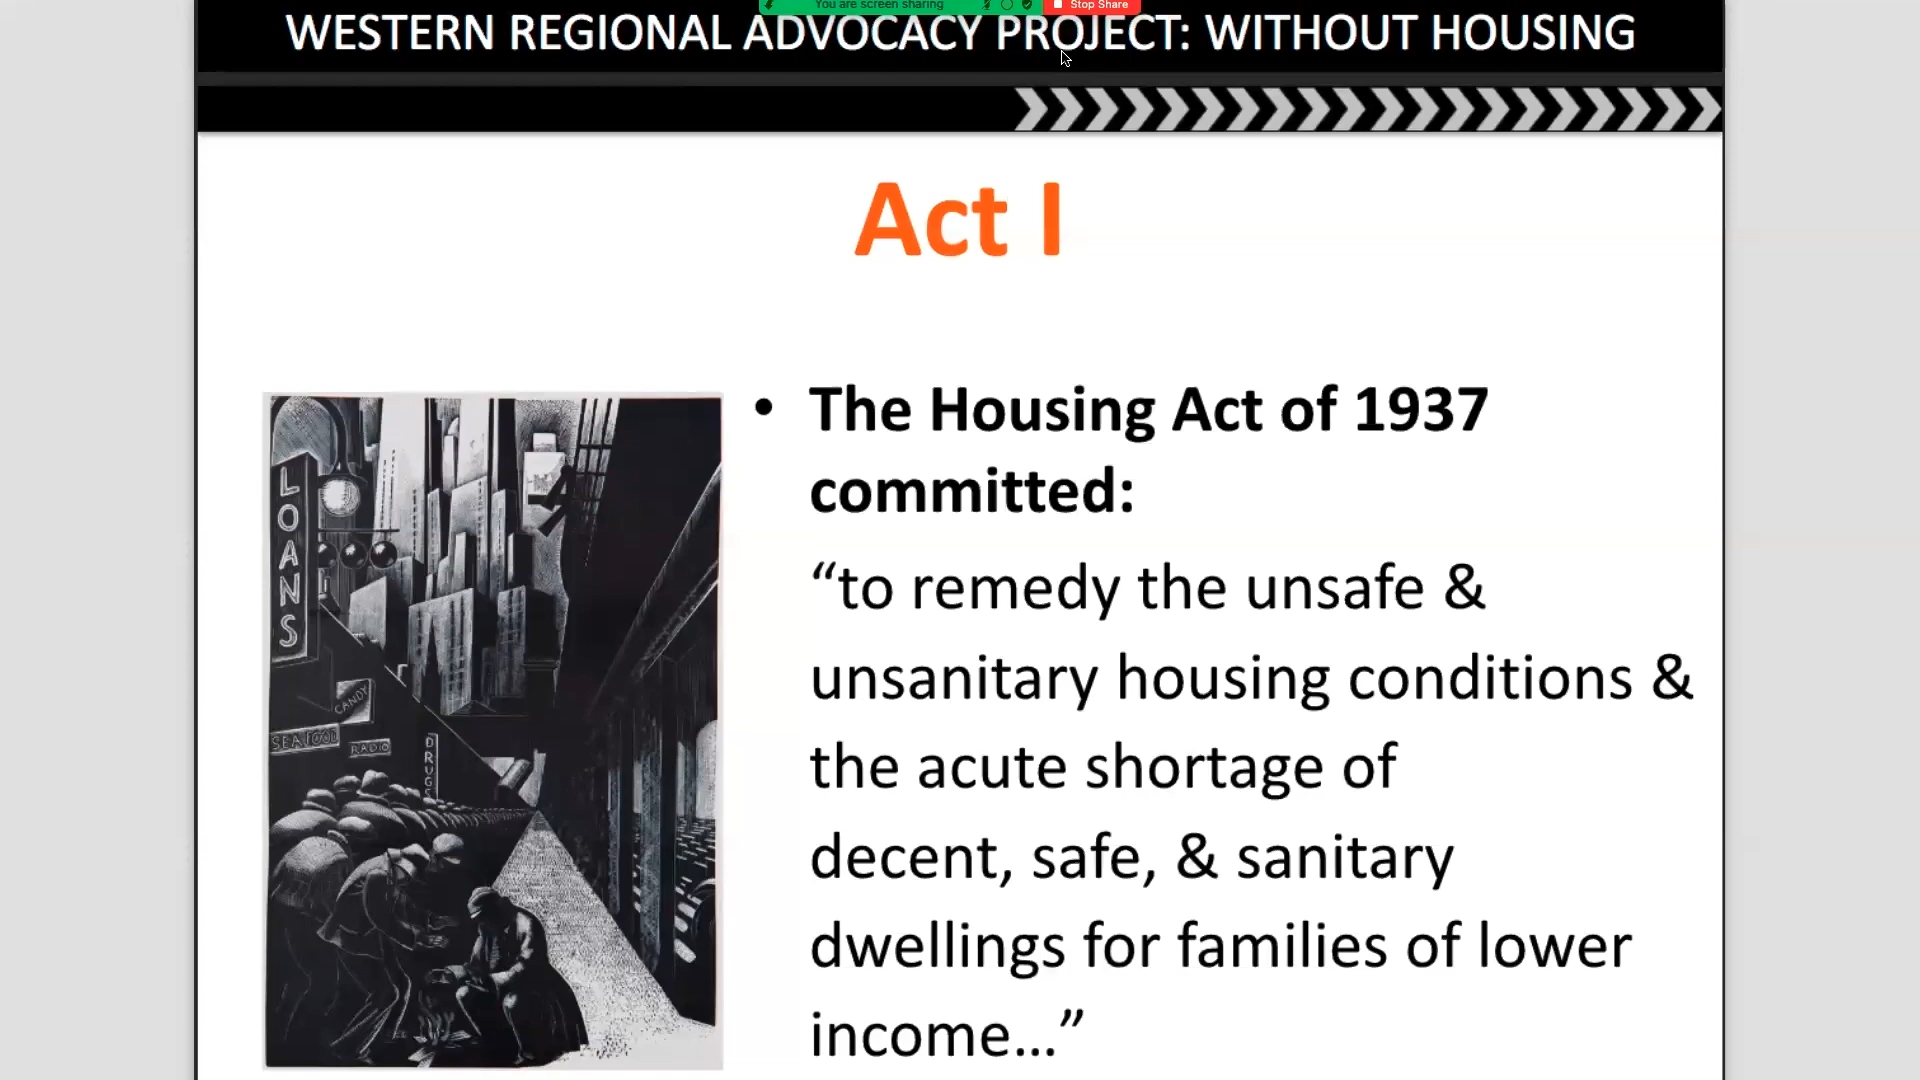 You are screen sharing
Stop Share
WESTERN REGIONAL ADVOCACY PROJECT: WITHOUT HOUSING
Act I
LOANS
CANDY
SEAFOOD
RADIO
DRUGS
• The Housing Act of 1937
committed:
“to remedy the unsafe &
unsanitary housing conditions &
the acute shortage of
decent, safe, & sanitary
dwellings for families of lower
income…”